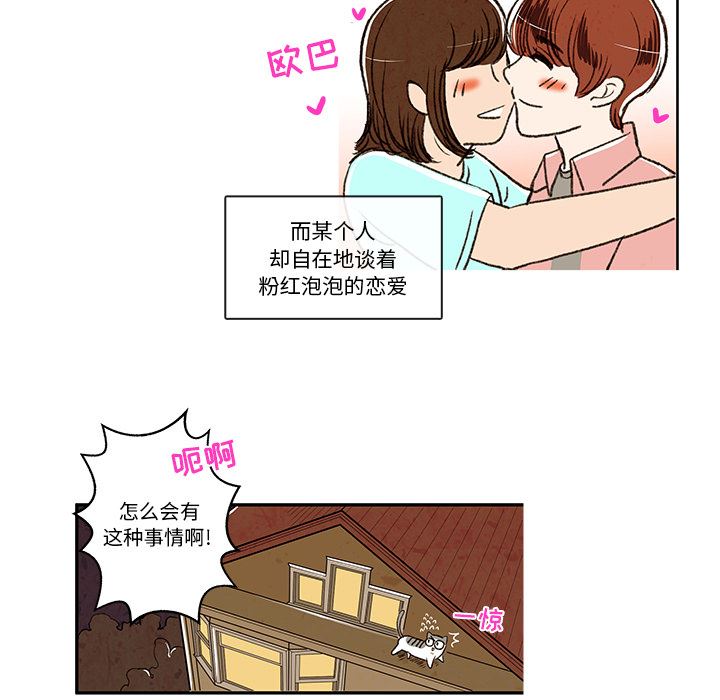 欧巴
而某个人
却自在地谈着
粉红泡泡的恋爱
呃啊
怎么会有
这种事情啊!
一惊